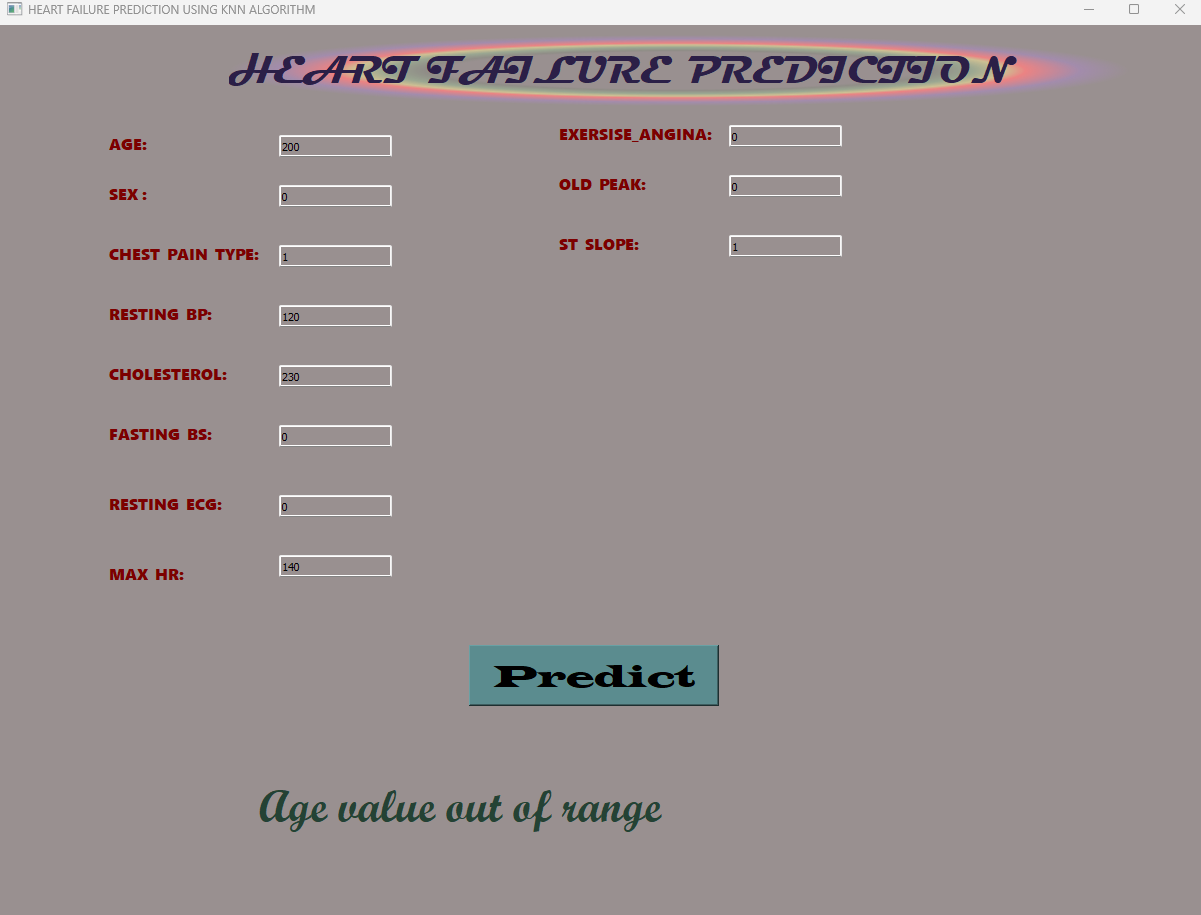 HEART FAILURE PREDICTION USING KNN ALGORITHM
HEART FAILURE PREDICTION
AGE: 200
SEX : 0
CHEST PAIN TYPE: 1
RESTING BP: 120
CHOLESTEROL: 230
FASTING BS: 0
RESTING ECG: 0
MAX HR: 140
EXERSISE_ANGINA: 0
OLD PEAK: 0
ST SLOPE: 1
Predict
Age value out of range